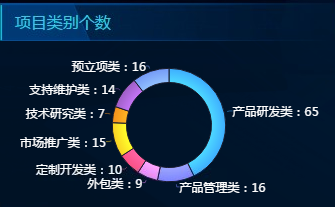 项目类别个数
预立项类：16
支持维护类：14
产品研发类：65
技术研究类：7
市场推广类：15
定制开发类：10
外包类：9
产品管理类：16